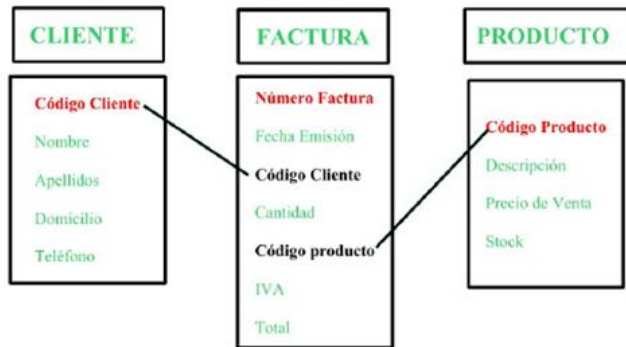 CLIENTE
Código Cliente
Nombre
Apellidos
Domicilio
Teléfono
FACTURA
Número Factura
Fecha Emisión
Código Cliente
Cantidad
Código producto
IVA
Total
PRODUCTO
Código Producto
Descripción
Precio de Venta
Stock